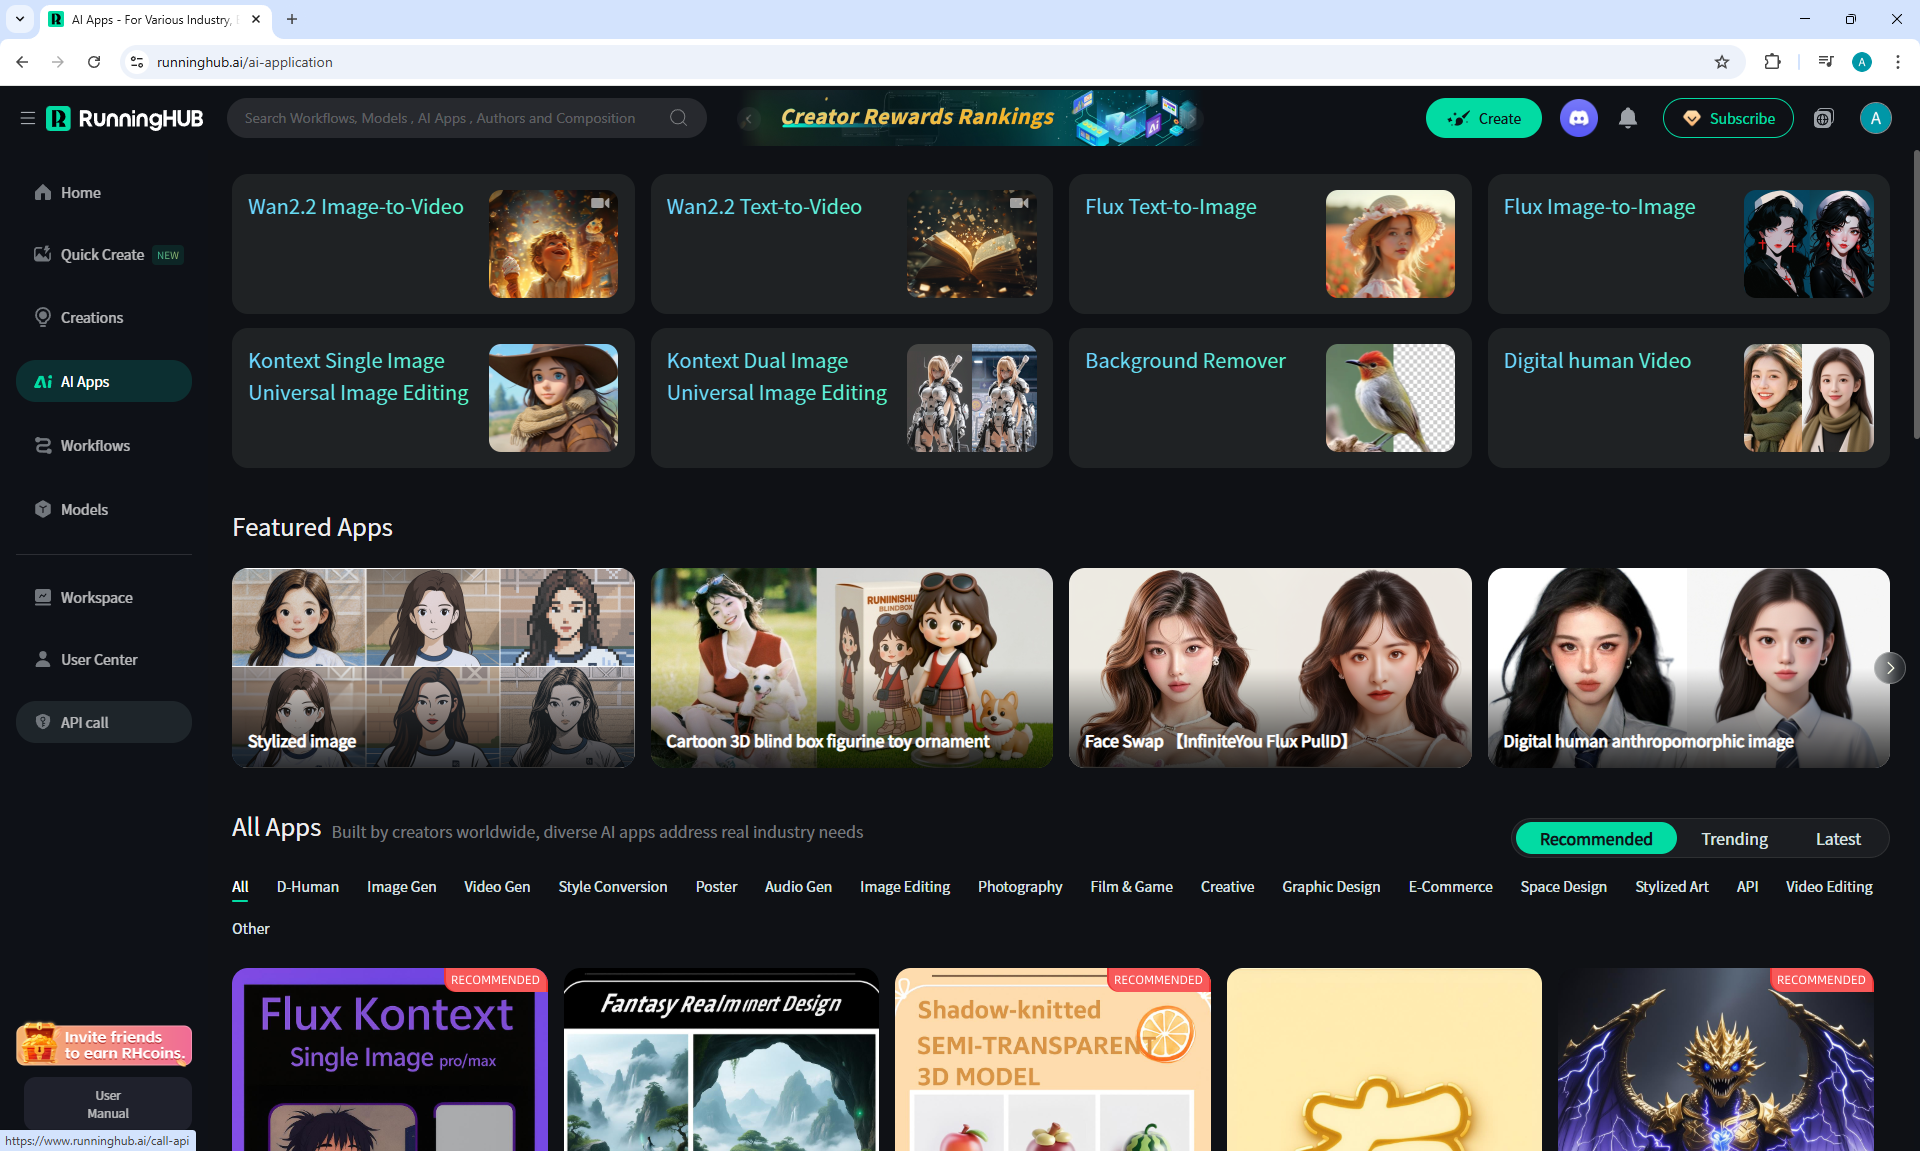 AI Apps - For Various Industry,
runninghub.ai/ai-application
A
RunningHUB
Search Workflows, Models , AI Apps , Authors and Composition
Creator Rewards Rankings
Create
Subscribe
A
Home
Quick Create NEW
Creations
AI Apps
Workflows
Models
Workspace
User Center
API call
Invite friends
to earn RHcoins.
User
Manual
https://www.runninghub.ai/call-api
Wan2.2 Image-to-Video
Wan2.2 Text-to-Video
Flux Text-to-Image
Flux Image-to-Image
Kontext Single Image
Universal Image Editing
Kontext Dual Image
Universal Image Editing
Background Remover
Digital human Video
Featured Apps
Stylized image
RUNIINISHU
BLINDBOX
Cartoon 3D blind box figurine toy ornament
Face Swap 【InfiniteYou Flux PulID】
Digital human anthropomorphic image
All Apps Built by creators worldwide, diverse AI apps address real industry needs
Recommended Trending Latest
All D-Human Image Gen Video Gen Style Conversion Poster Audio Gen Image Editing Photography Film & Game Creative Graphic Design E-Commerce Space Design Stylized Art API Video Editing
Other
RECOMMENDED
Flux Kontext
Single Image pro/max
Fantasy Realminert Design
RECOMMENDED
Shadow-knitted
SEMI-TRANSPARENT
3D MODEL
RECOMMENDED